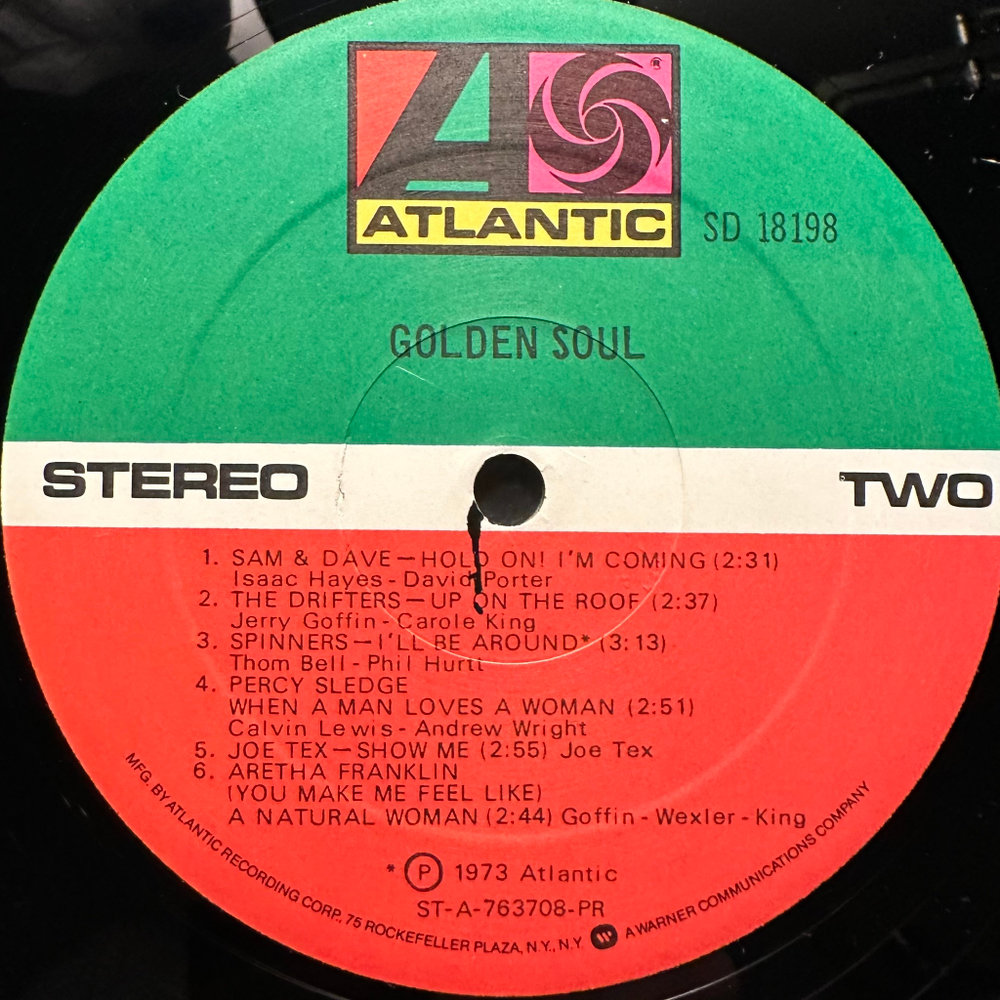 ATLANTIC ®
SD 18198
GOLDEN SOUL
STEREO
TWO
1. SAM & DAVE—HOLD ON! I'M COMING (2:31)
Isaac Hayes - David Porter
2. THE DRIFTERS—UP ON THE ROOF (2:37)
Jerry Goffin - Carole King
3. SPINNERS—I'LL BE AROUND* (3:13)
Thom Bell - Phil Hurtt
4. PERCY SLEDGE
WHEN A MAN LOVES A WOMAN (2:51)
Calvin Lewis - Andrew Wright
5. JOE TEX—SHOW ME (2:55) Joe Tex
6. ARETHA FRANKLIN
(YOU MAKE ME FEEL LIKE)
A NATURAL WOMAN (2:44) Goffin - Wexler - King
* Ⓟ 1973 Atlantic
ST-A-763708-PR
MFG. BY ATLANTIC RECORDING CORP., 75 ROCKEFELLER PLAZA, N.Y., N.Y. W A WARNER COMMUNICATIONS COMPANY